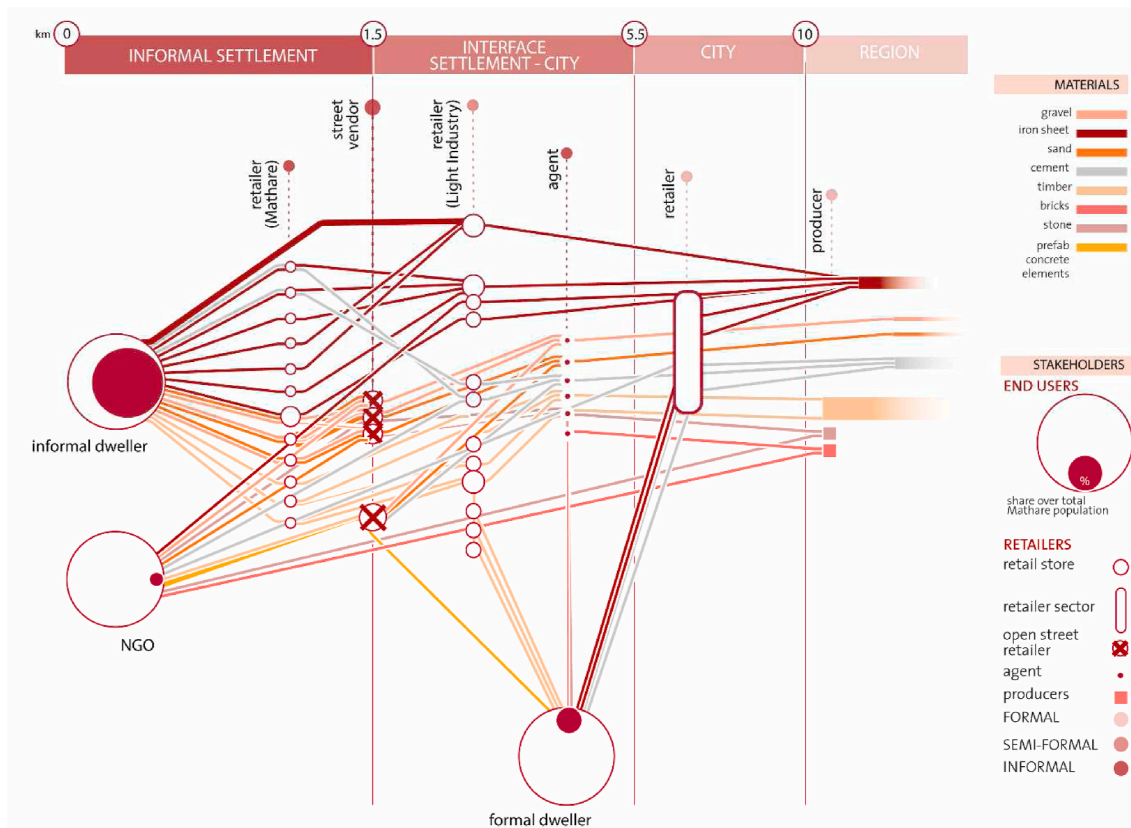 km 0 1.5 5.5 10
INFORMAL SETTLEMENT
INTERFACE
SETTLEMENT - CITY
CITY
REGION
retailer
(Mathare)
street
vendor
retailer
(Light Industry)
agent
retailer
producer
informal dweller
NGO
formal dweller
MATERIALS
gravel
iron sheet
sand
cement
timber
bricks
stone
prefab
concrete
elements
STAKEHOLDERS
END USERS
%
share over total
Mathare population
RETAILERS
retail store
retailer sector
open street
retailer
agent
producers
FORMAL
SEMI-FORMAL
INFORMAL